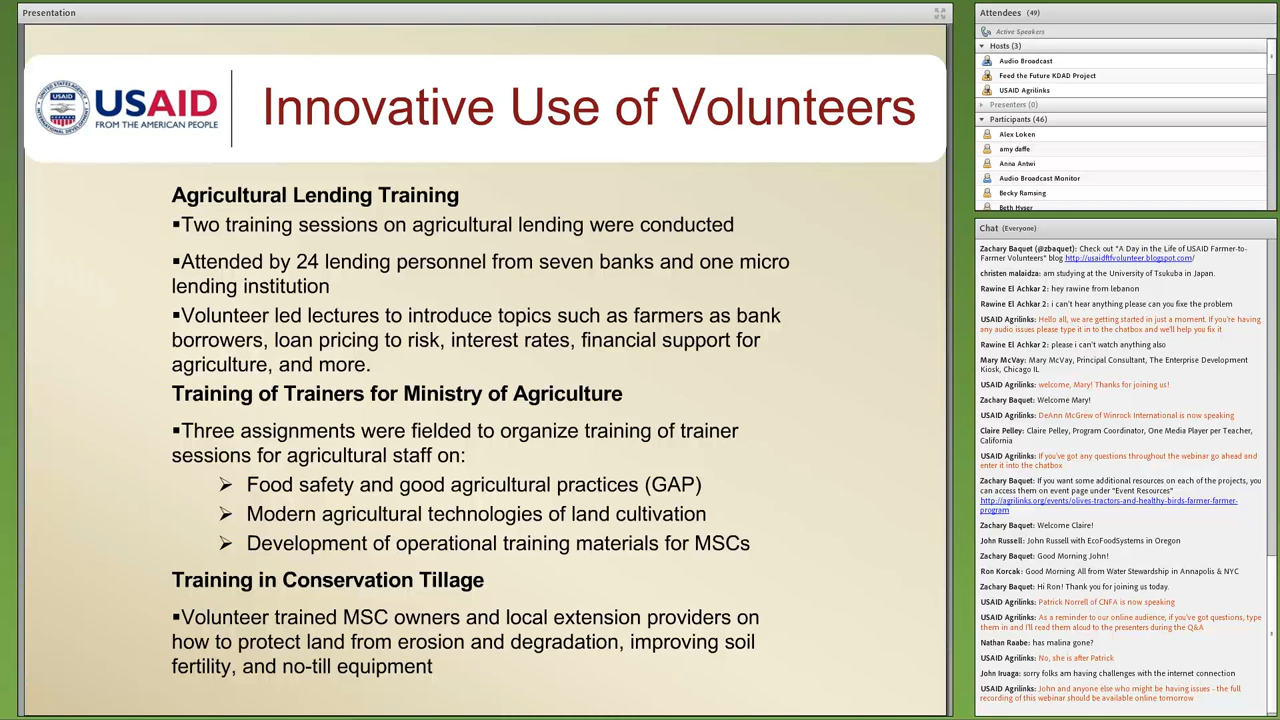 Presentation
USAID
FROM THE AMERICAN PEOPLE
Innovative Use of Volunteers
Agricultural Lending Training
▪Two training sessions on agricultural lending were conducted
▪Attended by 24 lending personnel from seven banks and one micro
lending institution
▪Volunteer led lectures to introduce topics such as farmers as bank
borrowers, loan pricing to risk, interest rates, financial support for
agriculture, and more.
Training of Trainers for Ministry of Agriculture
▪Three assignments were fielded to organize training of trainer
sessions for agricultural staff on:
➢ Food safety and good agricultural practices (GAP)
➢ Modern agricultural technologies of land cultivation
➢ Development of operational training materials for MSCs
Training in Conservation Tillage
▪Volunteer trained MSC owners and local extension providers on
how to protect land from erosion and degradation, improving soil
fertility, and no-till equipment
Attendees (49)
Active Speakers
Hosts (3)
Audio Broadcast
Feed the Future KDAD Project
USAID Agrilinks
Presenters (0)
Participants (46)
Alex Loken
amy daffe
Anna Antwi
Audio Broadcast Monitor
Becky Ramsing
Beth Hyser
Chat (Everyone)
Zachary Baquet (@zbaquet): Check out "A Day in the Life of USAID Farmer-to-
Farmer Volunteers" blog http://usaidftfvolunteer.blogspot.com/
christen malaidza: am studying at the University of Tsukuba in Japan.
Rawine El Achkar 2: hey rawine from lebanon
Rawine El Achkar 2: i can't hear anything please can you fixe the problem
USAID Agrilinks: Hello all, we are getting started in just a moment. If you're having
any audio issues please type it in to the chatbox and we'll help you fix it
Rawine El Achkar 2: please i can't watch anything also
Mary McVay: Mary McVay, Principal Consultant, The Enterprise Development
Kiosk, Chicago IL
USAID Agrilinks: welcome, Mary! Thanks for joining us!
Zachary Baquet: Welcome Mary!
USAID Agrilinks: DeAnn McGrew of Winrock International is now speaking
Claire Pelley: Claire Pelley, Program Coordinator, One Media Player per Teacher,
California
USAID Agrilinks: If you've got any questions throughout the webinar go ahead and
enter it into the chatbox
Zachary Baquet: If you want some additional resources on each of the projects, you
can access them on event page under "Event Resources"
http://agrilinks.org/events/olives-tractors-and-healthy-birds-farmer-farmer-
program
Zachary Baquet: Welcome Claire!
John Russell: John Russell with EcoFoodSystems in Oregon
Zachary Baquet: Good Morning John!
Ron Korcak: Good Morning All from Water Stewardship in Annapolis & NYC
Zachary Baquet: Hi Ron! Thank you for joining us today.
USAID Agrilinks: Patrick Norrell of CNFA is now speaking
USAID Agrilinks: As a reminder to our online audience, if you've got questions, type
them in and I'll read them aloud to the presenters during the Q&A
Nathan Raabe: has malina gone?
USAID Agrilinks: No, she is after Patrick
John Iruaga: sorry folks am having challenges with the internet connection
USAID Agrilinks: John and anyone else who might be having issues - the full
recording of this webinar should be available online tomorrow